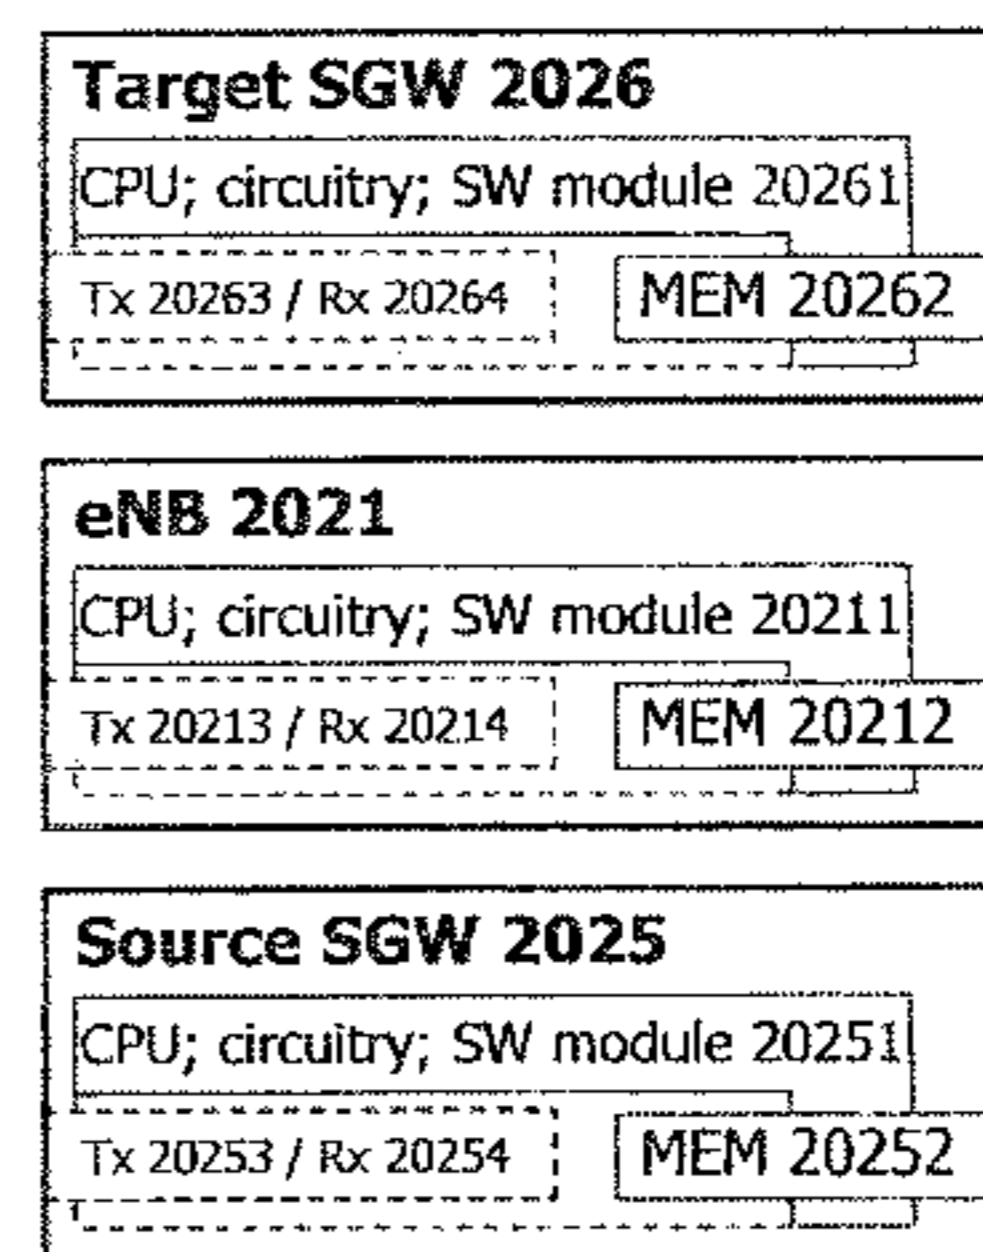 Target SGW 2026
CPU; circuitry; SW module 20261
Tx 20263 / Rx 20264
MEM 20262
eNB 2021
CPU; circuitry; SW module 20211
Tx 20213 / Rx 20214
MEM 20212
Source SGW 2025
CPU; circuitry; SW module 20251
Tx 20253 / Rx 20254
MEM 20252